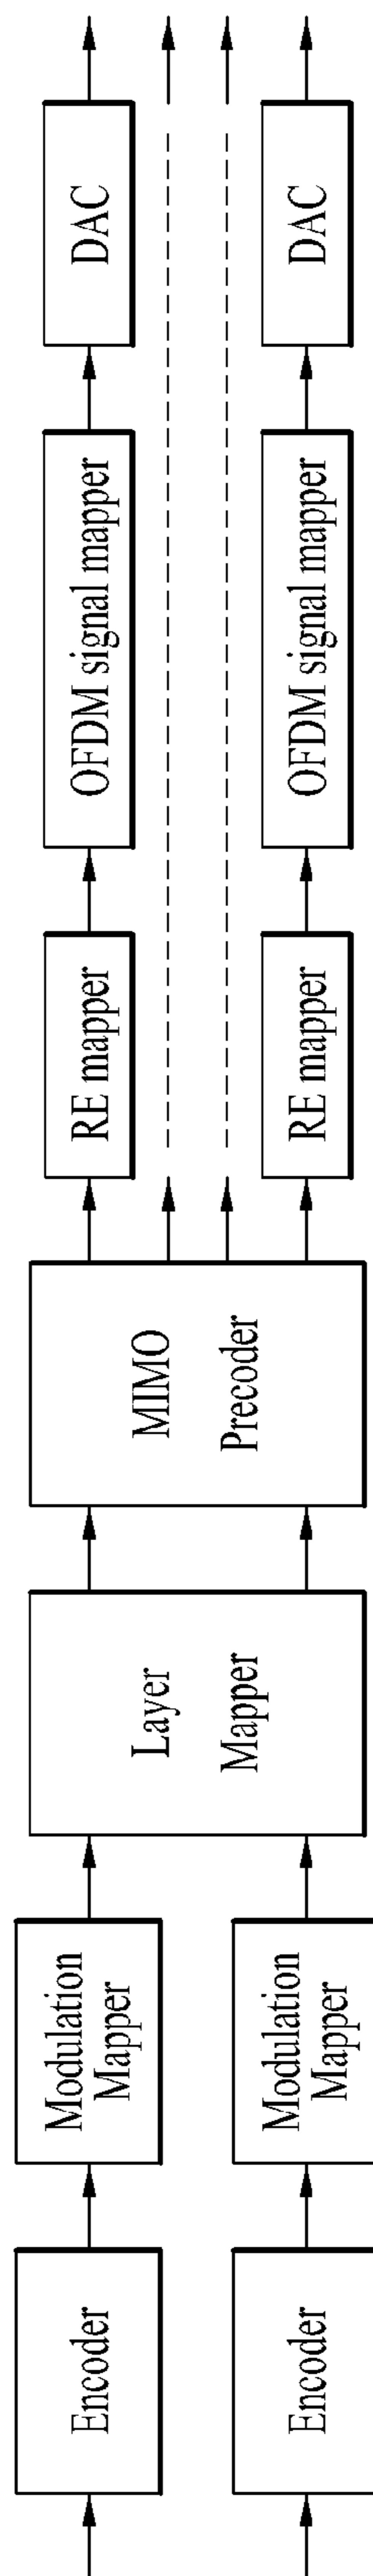 Encoder
Encoder
Modulation
Mapper
Modulation
Mapper
Layer
Mapper
MIMO
Precoder
RE mapper
RE mapper
OFDM signal mapper
OFDM signal mapper
DAC
DAC